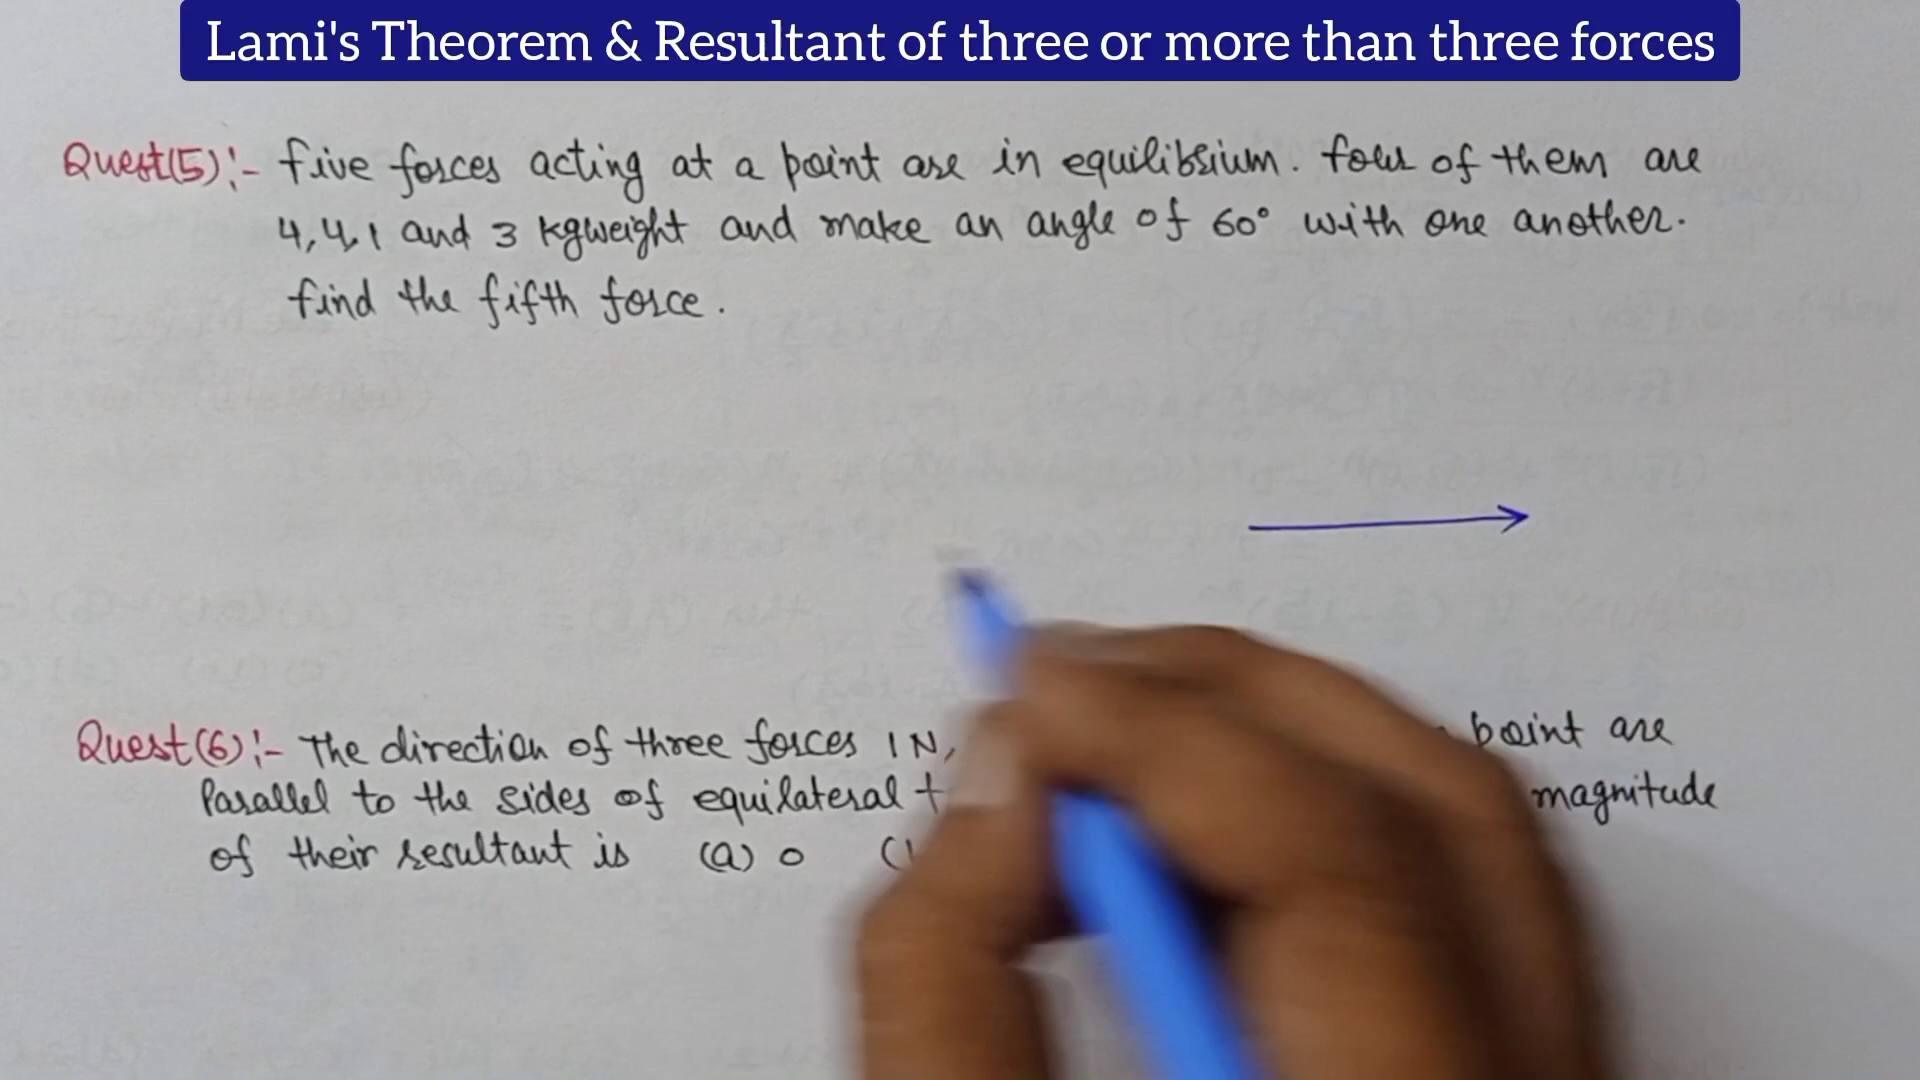 Lami's Theorem & Resultant of three or more than three forces
Quest(5):- five forces acting at a point are in equilibrium. four of them are
4,4,1 and 3 kgweight and make an angle of 60° with one another.
find the fifth force.
Quest(6):- The direction of three forces 1N, point are
Parallel to the sides of equilateral magnitude
of their resultant is (a) 0